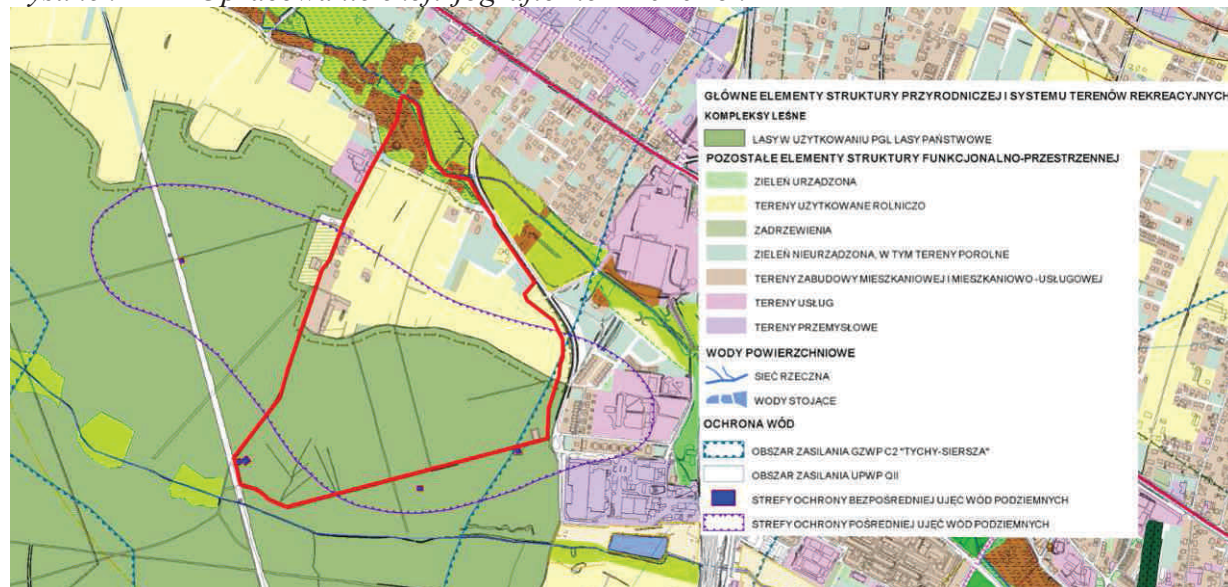 GŁÓWNE ELEMENTY STRUKTURY PRZYRODNICZEJ I SYSTEMU TERENÓW REKREACYJNYCH
KOMPLEKSY LEŚNE
LASY W UŻYTKOWANIU PGL LASY PAŃSTWOWE
POZOSTAŁE ELEMENTY STRUKTURY FUNKCJONALNO-PRZESTRZENNEJ
ZIELEŃ URZĄDZONA
TERENY UŻYTKOWANE ROLNICZO
ZADRZEWIENIA
ZIELEŃ NIEURZĄDZONA, W TYM TERENY POROLNE
TERENY ZABUDOWY MIESZKANIOWEJ I MIESZKANIOWO-USŁUGOWEJ
TERENY USŁUG
TERENY PRZEMYSŁOWE
WODY POWIERZCHNIOWE
SIEĆ RZECZNA
WODY STOJĄCE
OCHRONA WÓD
OBSZAR ZASILANIA GZWP C2 "TYCHY-SIERSZA"
OBSZAR ZASILANIA UPWP QII
STREFY OCHRONY BEZPOŚREDNIEJ UJĘĆ WÓD PODZIEMNYCH
STREFY OCHRONY POŚREDNIEJ UJĘĆ WÓD PODZIEMNYCH